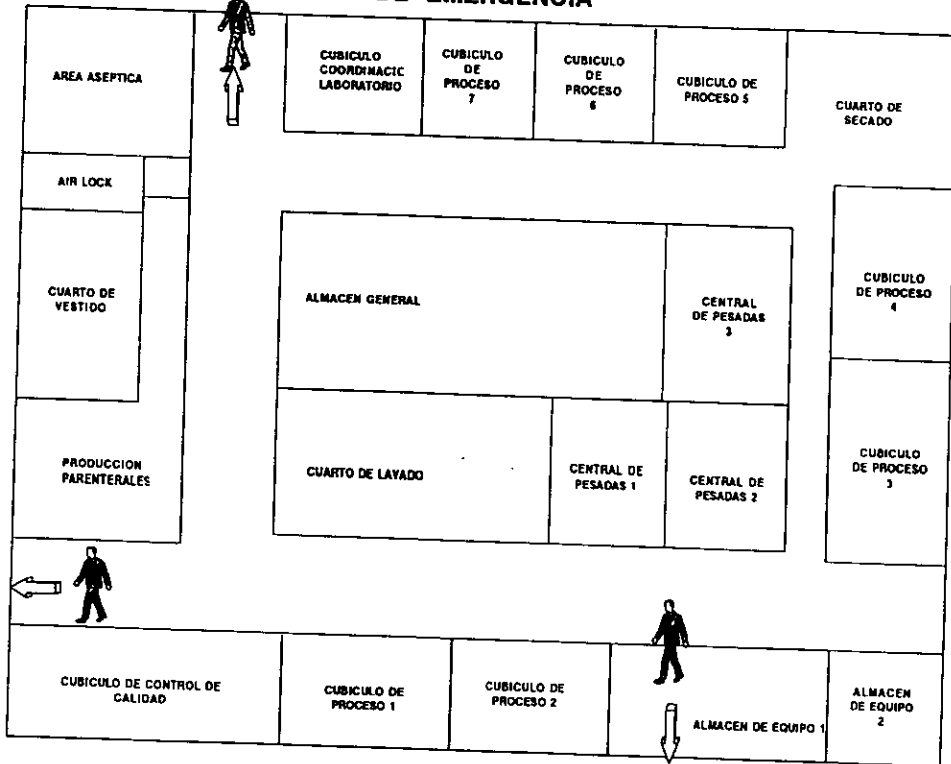 DE EMERGENCIA
AREA ASEPTICA
CUBICULO
COORDINACIC
LABORATORIO
CUBICULO
DE
PROCESO
7
CUBICULO
DE
PROCESO
6
CUBICULO DE
PROCESO 5
CUARTO DE
SECADO
AIR LOCK
CUARTO DE
VESTIDO
ALMACEN GENERAL
CENTRAL
DE PESADAS
3
CUBICULO
DE PROCESO
4
PRODUCCION
PARENTERALES
CUARTO DE LAVADO
CENTRAL DE
PESADAS 1
CENTRAL DE
PESADAS 2
CUBICULO
DE PROCESO
3
CUBICULO DE CONTROL DE
CALIDAD
CUBICULO DE
PROCESO 1
CUBICULO DE
PROCESO 2
ALMACEN DE EQUIPO 1
ALMACEN
DE EQUIPO
2